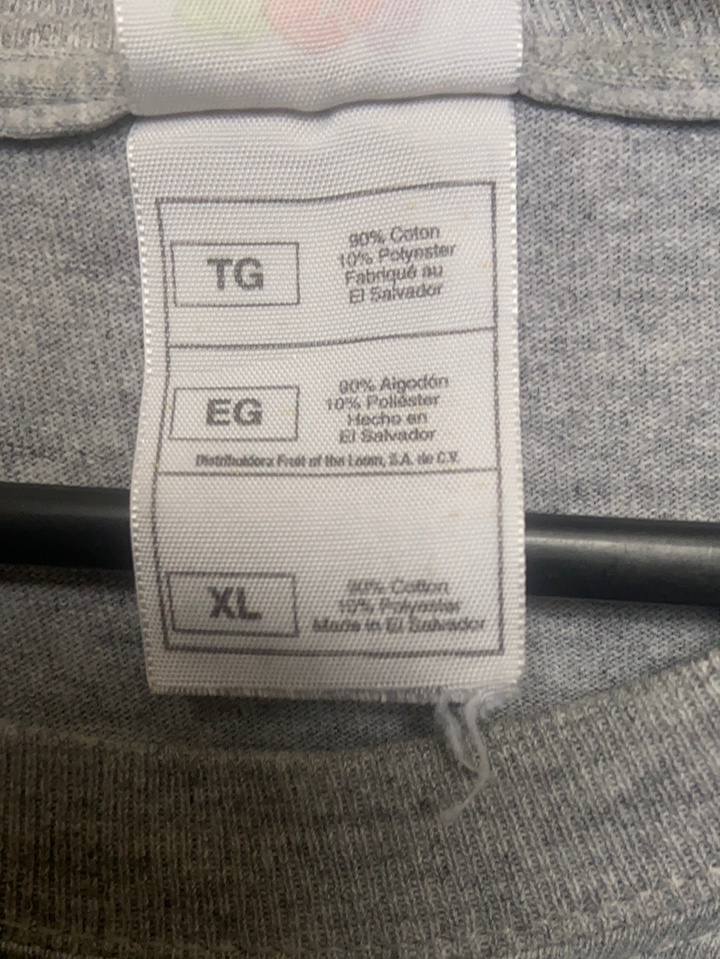 TG
90% Coton
10% Polyester
Fabriqué au
El Salvador
EG
90% Algodón
10% Poliéster
Hecho en
El Salvador
Distribuidora Fruit of the Loom, S.A. de C.V.
XL
90% Cotton
10% Polyester
Made in El Salvador